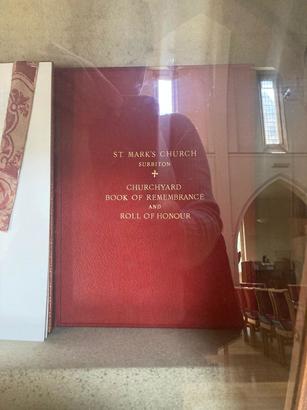 ST. MARK'S CHURCH
SURBITON
CHURCHYARD
BOOK OF REMEMBRANCE
AND
ROLL OF HONOUR